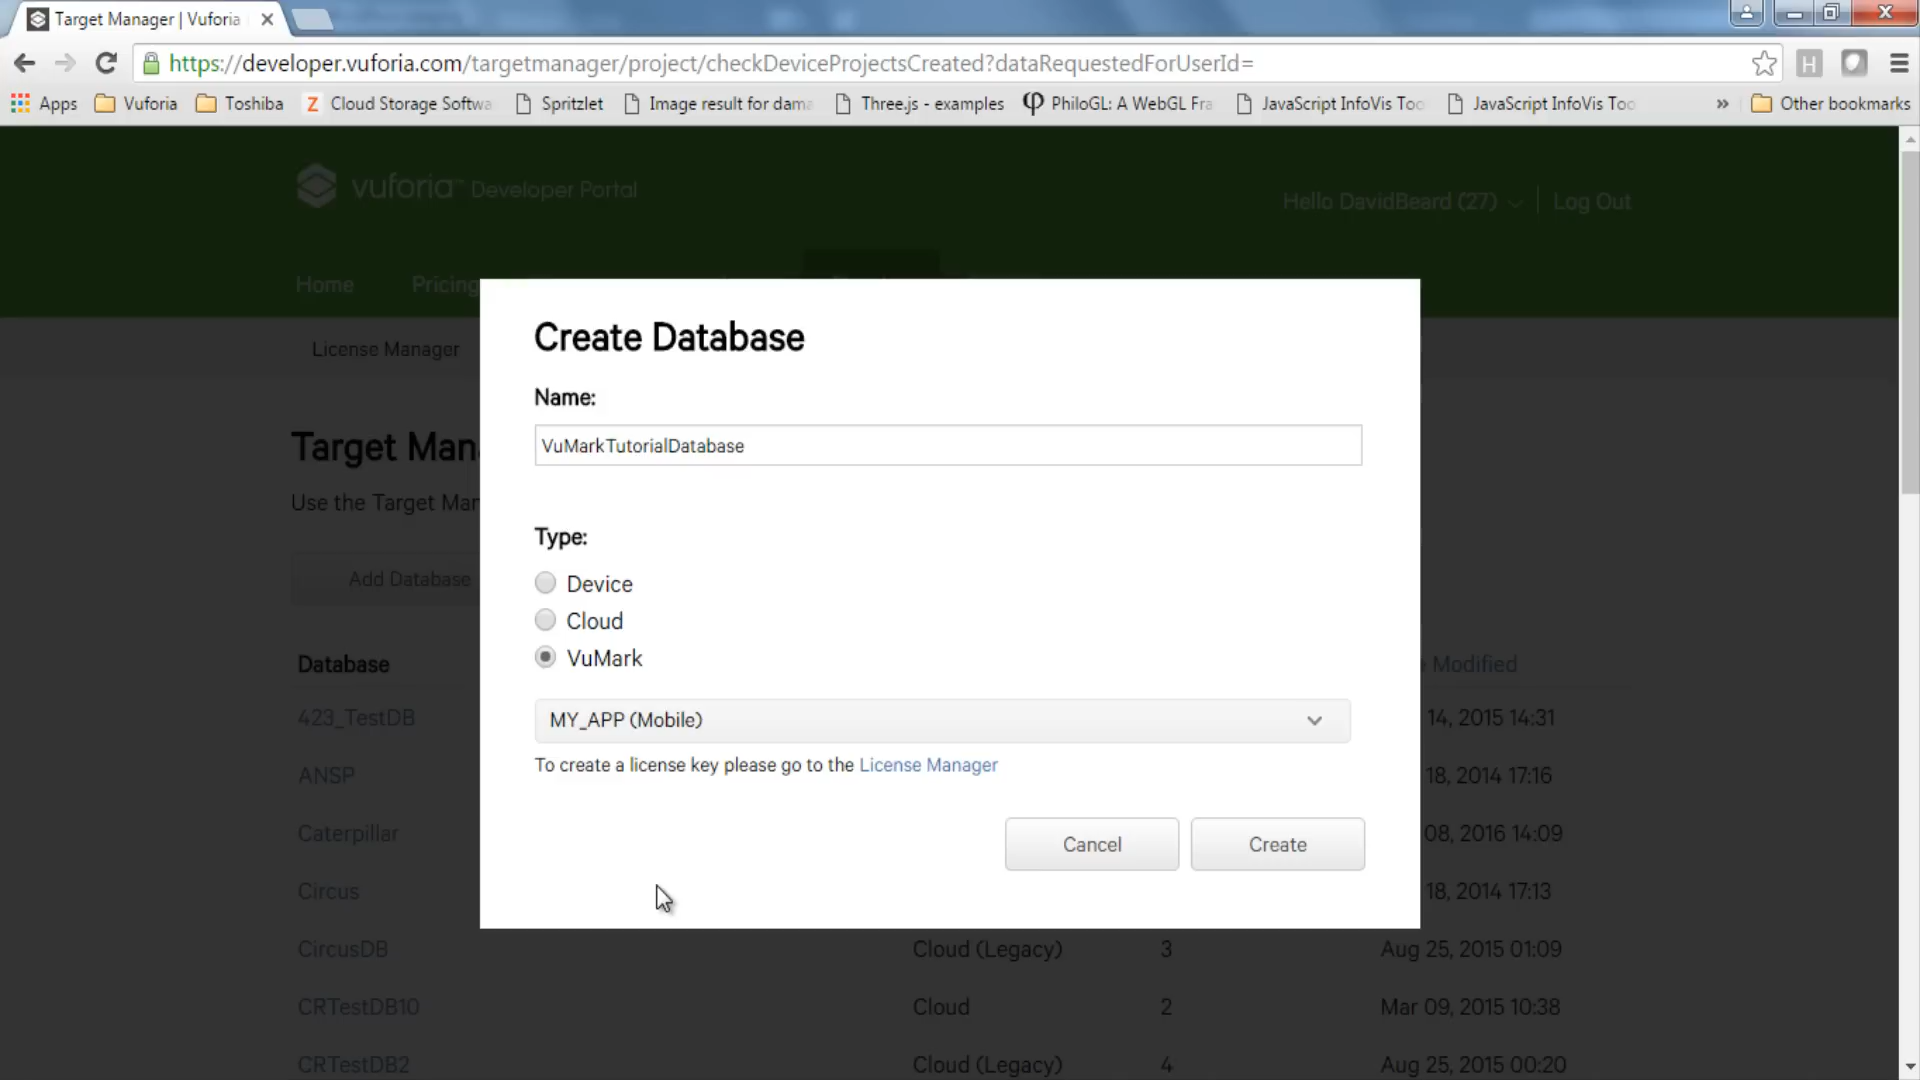 Target Manager | Vuforia
https://developer.vuforia.com/targetmanager/project/checkDeviceProjectsCreated?dataRequestedForUserId=
Apps Vuforia Toshiba Z Cloud Storage Softwa Spritzlet Image result for dama Three.js - examples PhiloGL: A WebGL Fra JavaScript InfoVis Too JavaScript InfoVis Too » Other bookmarks
vuforia™ Developer Portal
Hello DavidBeard (27) Log Out
Home Pricing
License Manager
Target Man
Use the Target Man
Add Database
Create Database
Name:
VuMarkTutorialDatabase
Type:
Device
Cloud
VuMark
MY_APP (Mobile)
To create a license key please go to the License Manager
Cancel Create
Database Modified
423_TestDB 14, 2015 14:31
ANSP 18, 2014 17:16
Caterpillar 08, 2016 14:09
Circus 18, 2014 17:13
CircusDB Cloud (Legacy) 3 Aug 25, 2015 01:09
CRTestDB10 Cloud 2 Mar 09, 2015 10:38
CRTestDB2 Cloud (Legacy) 4 Aug 25, 2015 00:20